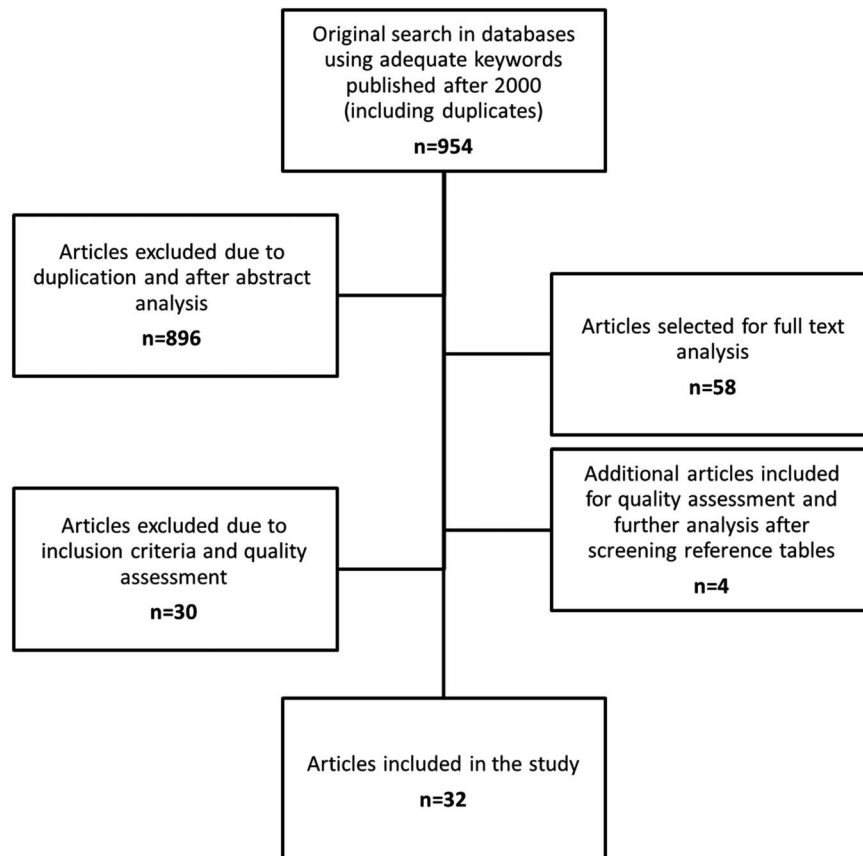 Original search in databases
using adequate keywords
published after 2000
(including duplicates)
n=954
Articles excluded due to
duplication and after abstract
analysis
n=896
Articles selected for full text
analysis
n=58
Additional articles included
for quality assessment and
further analysis after
screening reference tables
n=4
Articles excluded due to
inclusion criteria and quality
assessment
n=30
Articles included in the study
n=32